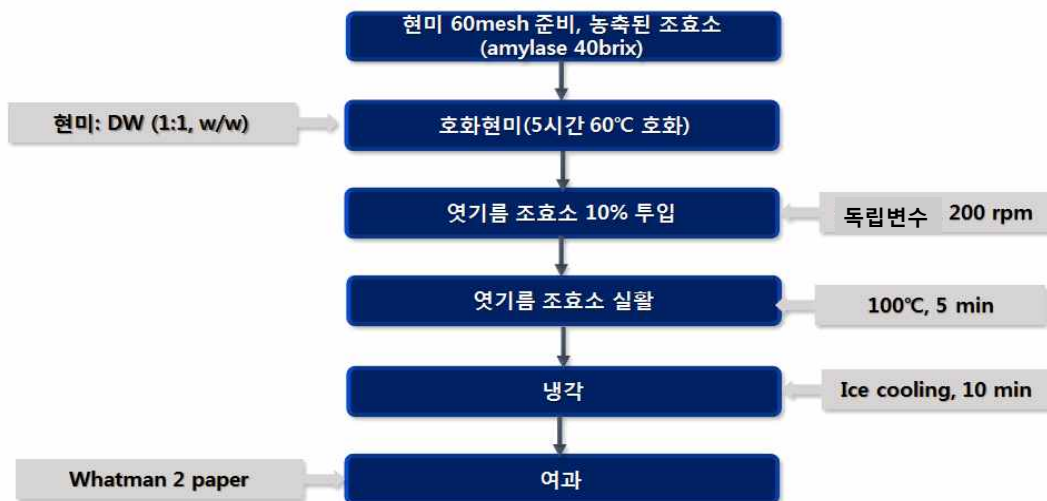 현미 60mesh 준비, 농축된 조효소
(amylase 40brix)
현미: DW (1:1, w/w)
호화현미(5시간 60℃ 호화)
엿기름 조효소 10% 투입
독립변수 200 rpm
엿기름 조효소 실활
100℃, 5 min
냉각
Ice cooling, 10 min
Whatman 2 paper
여과